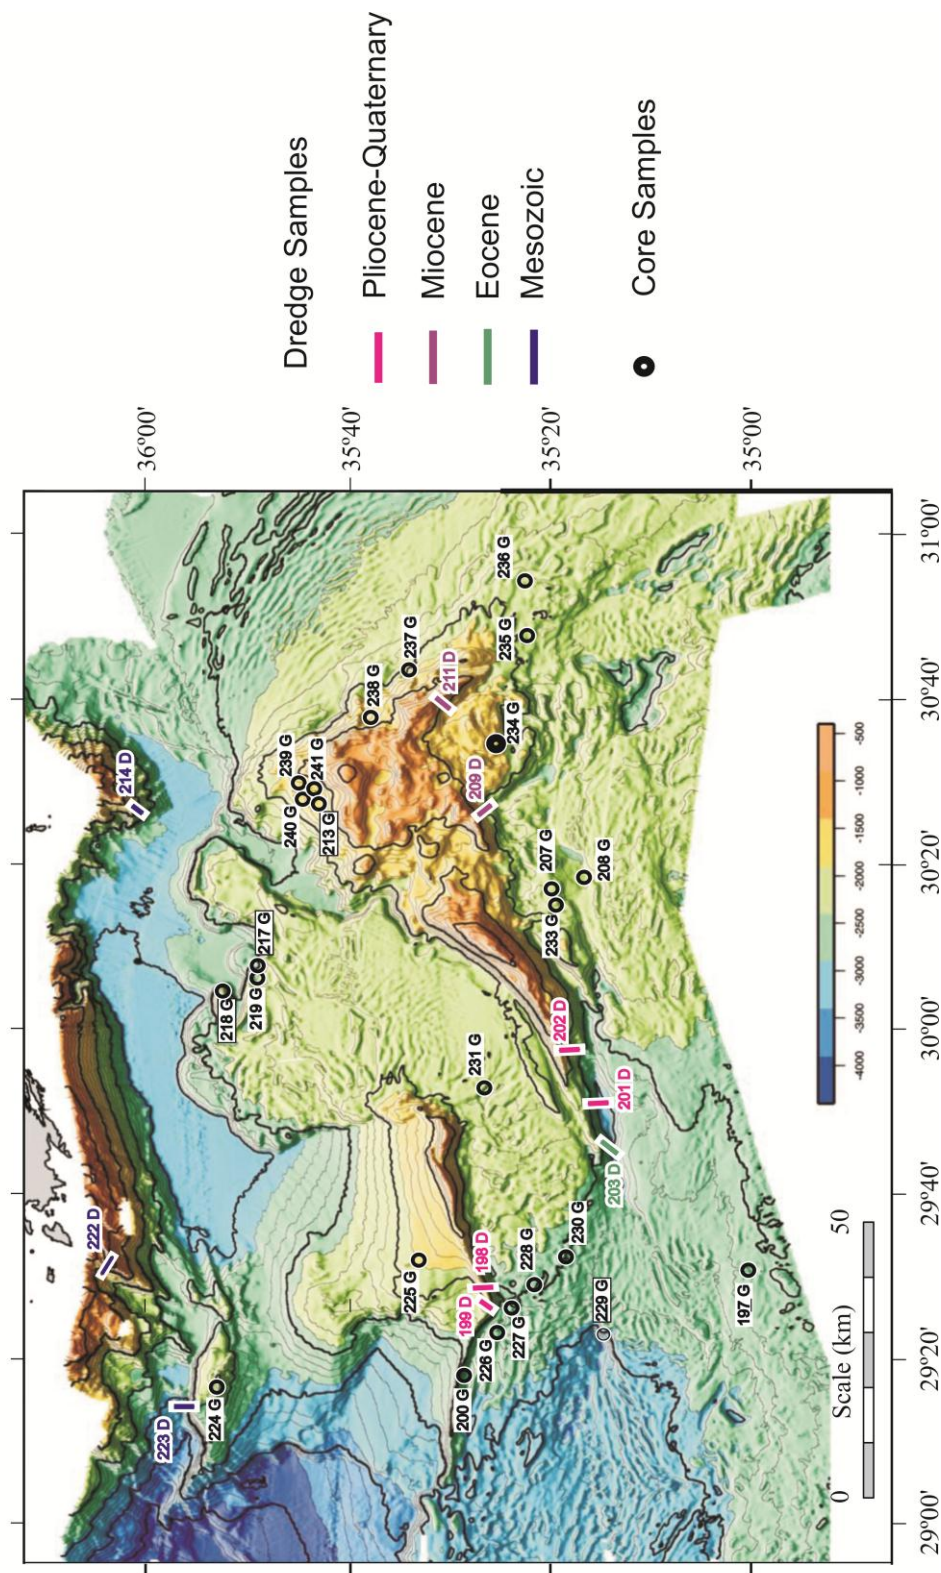 Dredge Samples
Pliocene-Quaternary
Miocene
Eocene
Mesozoic
Core Samples
36°00'
35°40'
35°20'
35°00'
29°00'
29°20'
29°40'
30°00'
30°20'
30°40'
31°00'
0 Scale (km) 50
-500
-1000
-1500
-2000
-2500
-3000
-3500
-4000
214 D
222 D
223 D
224 G
218 G
219 G
217 G
240 G
239 G
241 G
213 G
238 G
237 G
211 D
236 G
235 G
234 G
209 D
207 G
208 G
233 G
202 D
201 D
203 D
231 G
225 G
198 D
199 D
200 G
226 G
227 G
228 G
230 G
229 G
197 G